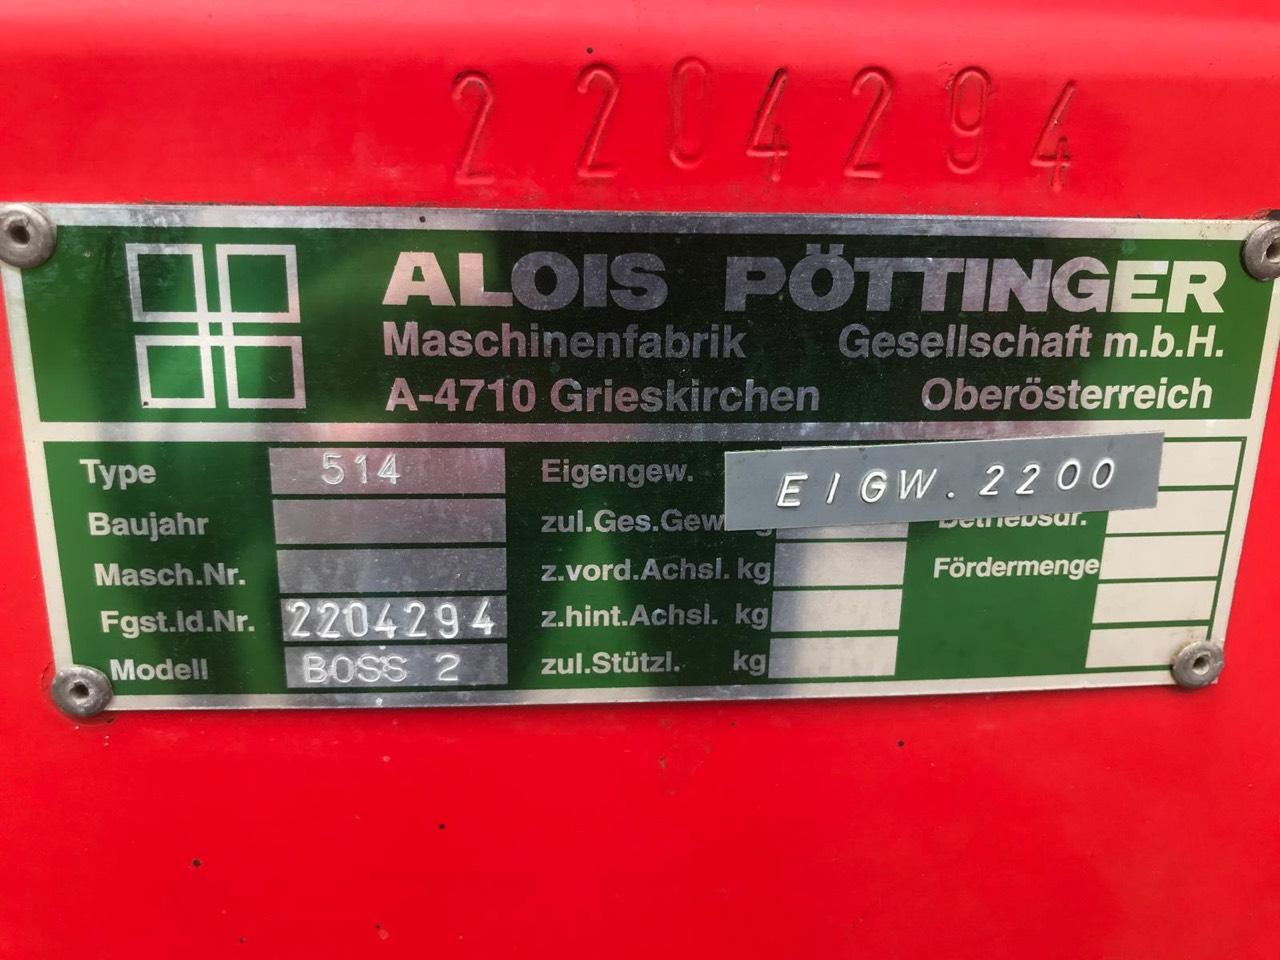 2204294
ALOIS PÖTTINGER
Maschinenfabrik Gesellschaft m.b.H.
A-4710 Grieskirchen Oberösterreich
Type 514 Eigengew. EIGW. 2200
Baujahr zul.Ges.Gew Betriebsdr.
Masch.Nr. z.vord.Achsl. kg Fördermenge
Fgst.Id.Nr. 2204294 z.hint.Achsl. kg
Modell BOSS 2 zul.Stützl. kg